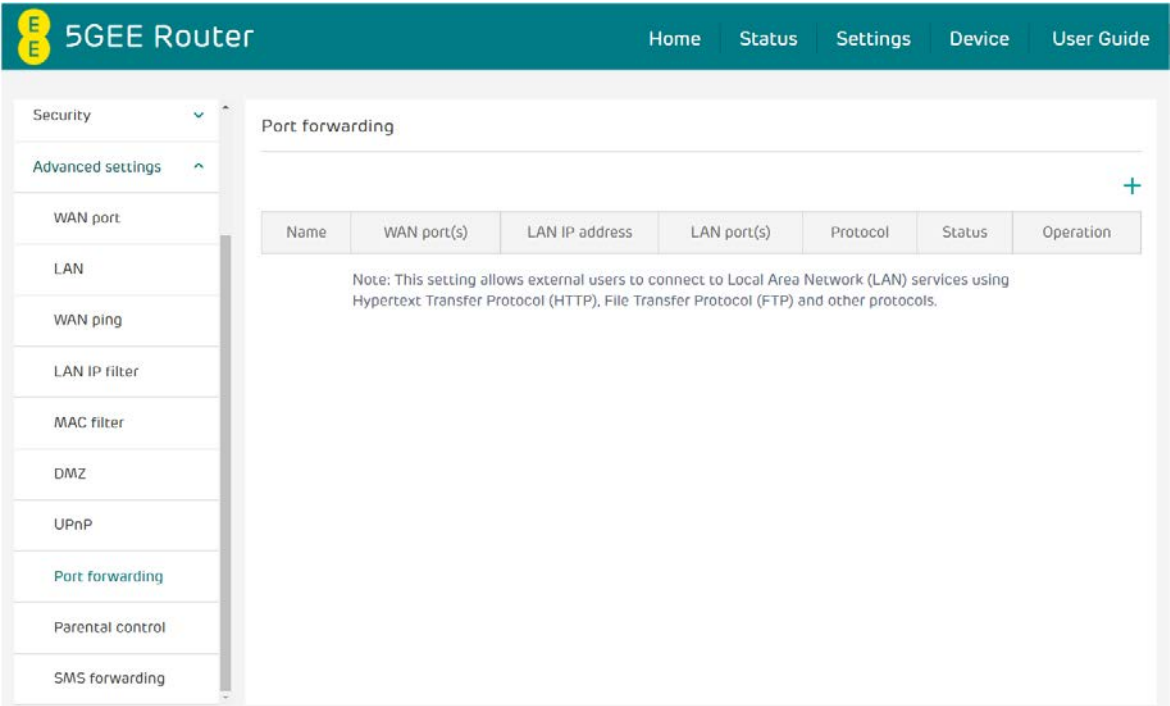 E
E
5GEE Router
Home Status Settings Device User Guide
Security
Advanced settings
WAN port
LAN
WAN ping
LAN IP filter
MAC filter
DMZ
UPnP
Port forwarding
Parental control
SMS forwarding
Port forwarding
+
Name WAN port(s) LAN IP address LAN port(s) Protocol Status Operation
Note: This setting allows external users to connect to Local Area Network (LAN) services using
Hypertext Transfer Protocol (HTTP), File Transfer Protocol (FTP) and other protocols.